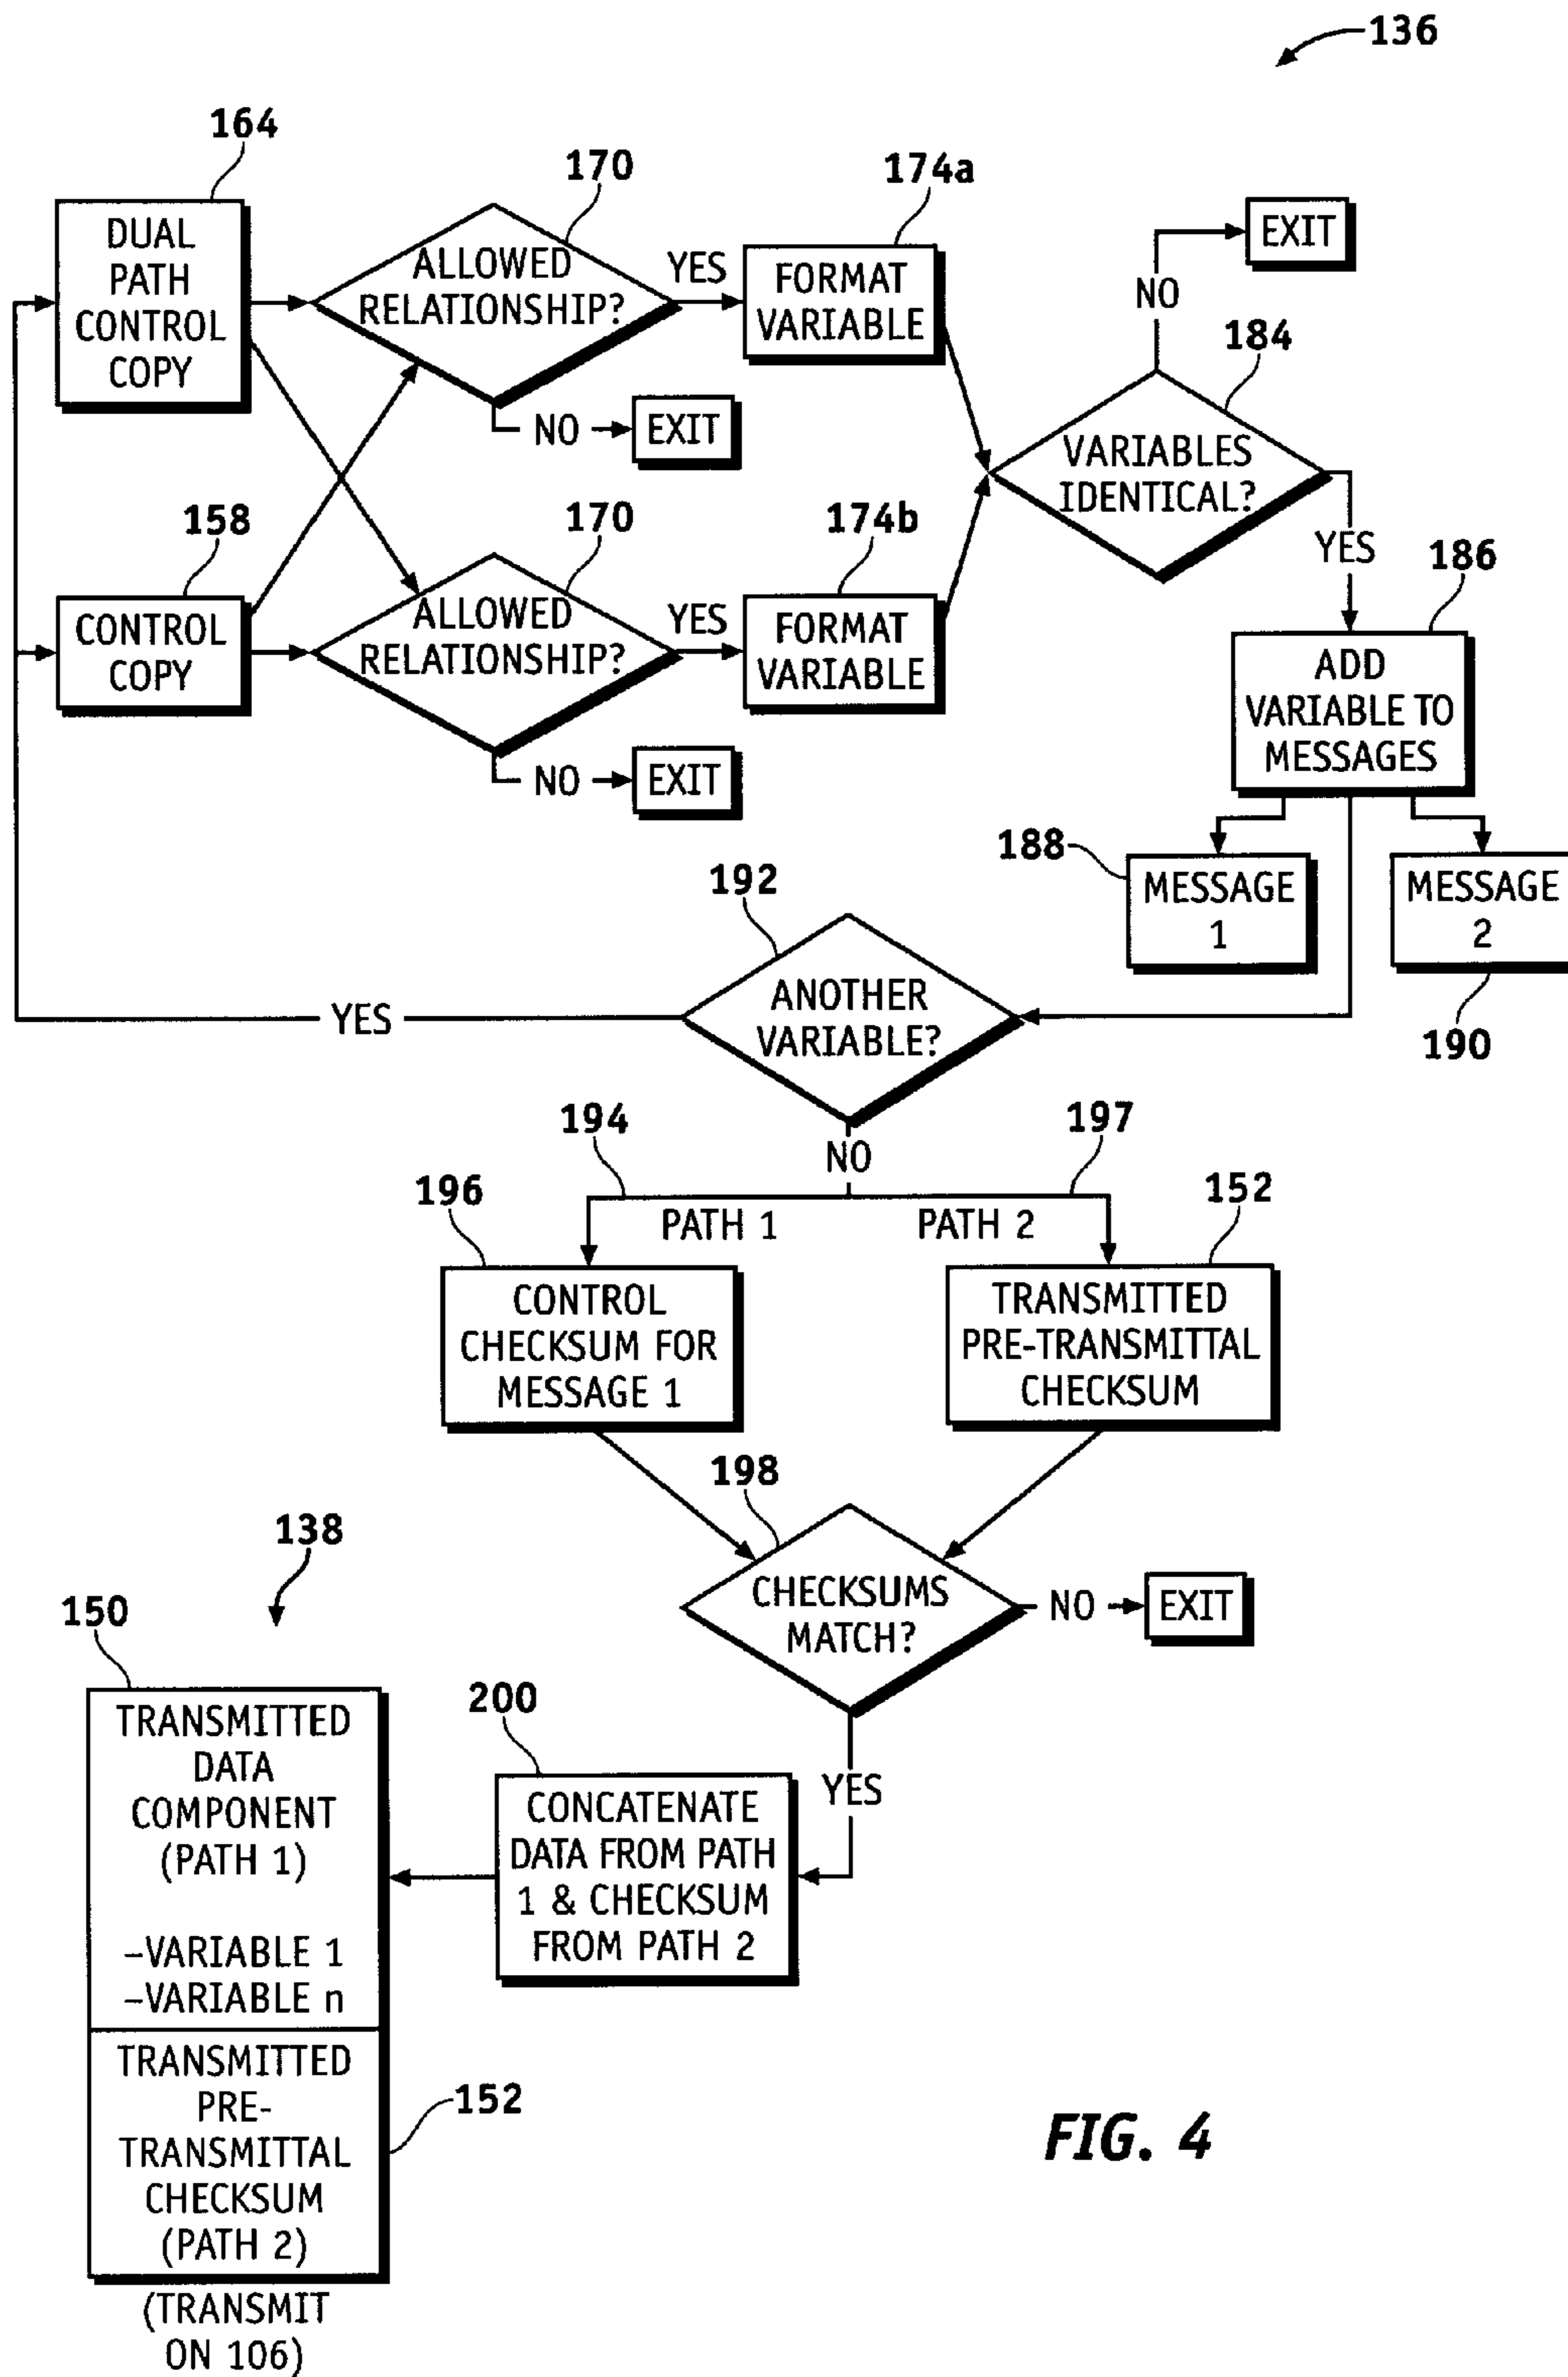 136
164
170
174a
DUAL
PATH
CONTROL
COPY
ALLOWED
RELATIONSHIP?
YES
FORMAT
VARIABLE
EXIT
NO
184
NO
EXIT
VARIABLES
IDENTICAL?
158
170
174b
YES
186
CONTROL
COPY
ALLOWED
RELATIONSHIP?
YES
FORMAT
VARIABLE
ADD
VARIABLE TO
MESSAGES
NO
EXIT
188
MESSAGE
1
MESSAGE
2
190
192
ANOTHER
VARIABLE?
YES
NO
194
197
196
PATH 1
PATH 2
152
CONTROL
CHECKSUM FOR
MESSAGE 1
TRANSMITTED
PRE-TRANSMITTAL
CHECKSUM
198
CHECKSUMS
MATCH?
NO
EXIT
YES
138
150
200
TRANSMITTED
DATA
COMPONENT
(PATH 1)
-VARIABLE 1
-VARIABLE n
CONCATENATE
DATA FROM PATH
1 & CHECKSUM
FROM PATH 2
TRANSMITTED
PRE-
TRANSMITTAL
CHECKSUM
(PATH 2)
152
(TRANSMIT
ON 106)
FIG. 4